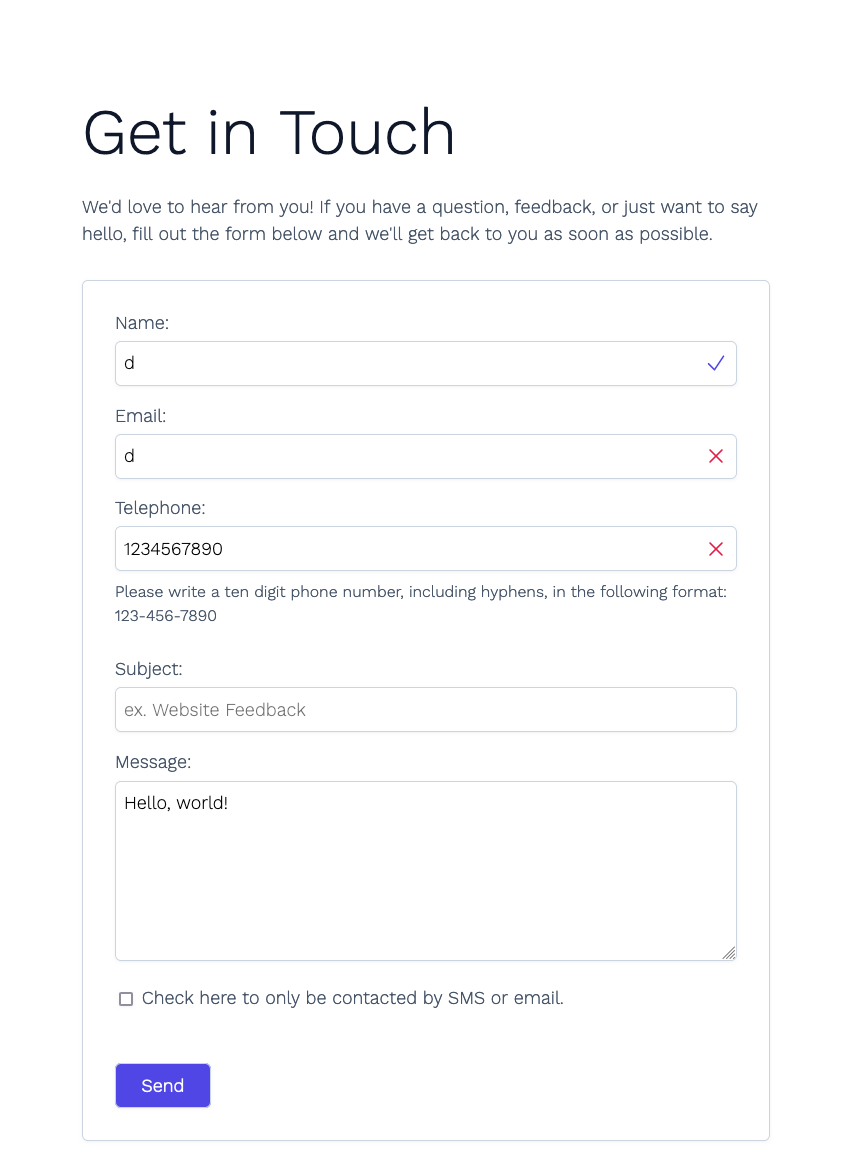 Get in Touch
We'd love to hear from you! If you have a question, feedback, or just want to say
hello, fill out the form below and we'll get back to you as soon as possible.
Name:
d
Email:
d
Telephone:
1234567890
Please write a ten digit phone number, including hyphens, in the following format:
123-456-7890
Subject:
ex. Website Feedback
Message:
Hello, world!
Check here to only be contacted by SMS or email.
Send